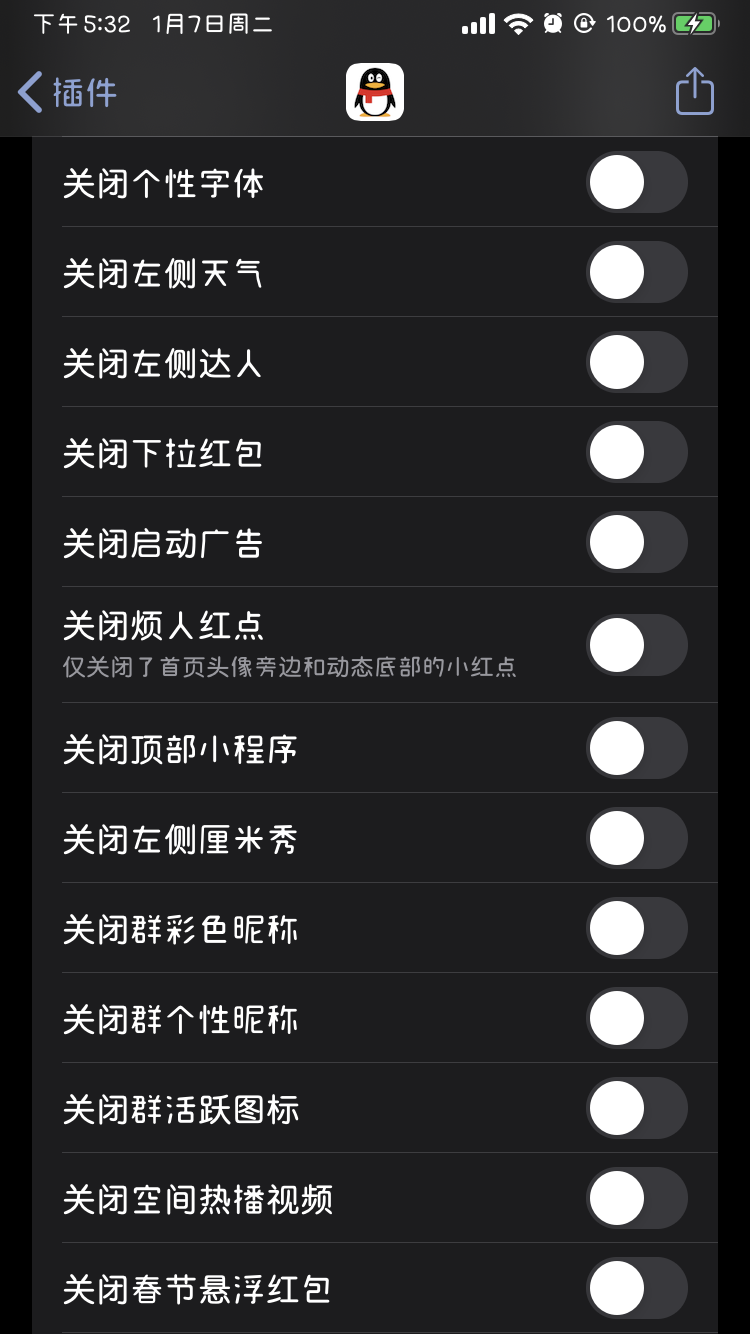 下午5:32 1月7日周二 100%
插件
关闭个性字体
关闭左侧天气
关闭左侧达人
关闭下拉红包
关闭启动广告
关闭烦人红点
仅关闭了首页头像旁边和动态底部的小红点
关闭顶部小程序
关闭左侧厘米秀
关闭群彩色昵称
关闭群个性昵称
关闭群活跃图标
关闭空间热播视频
关闭春节悬浮红包